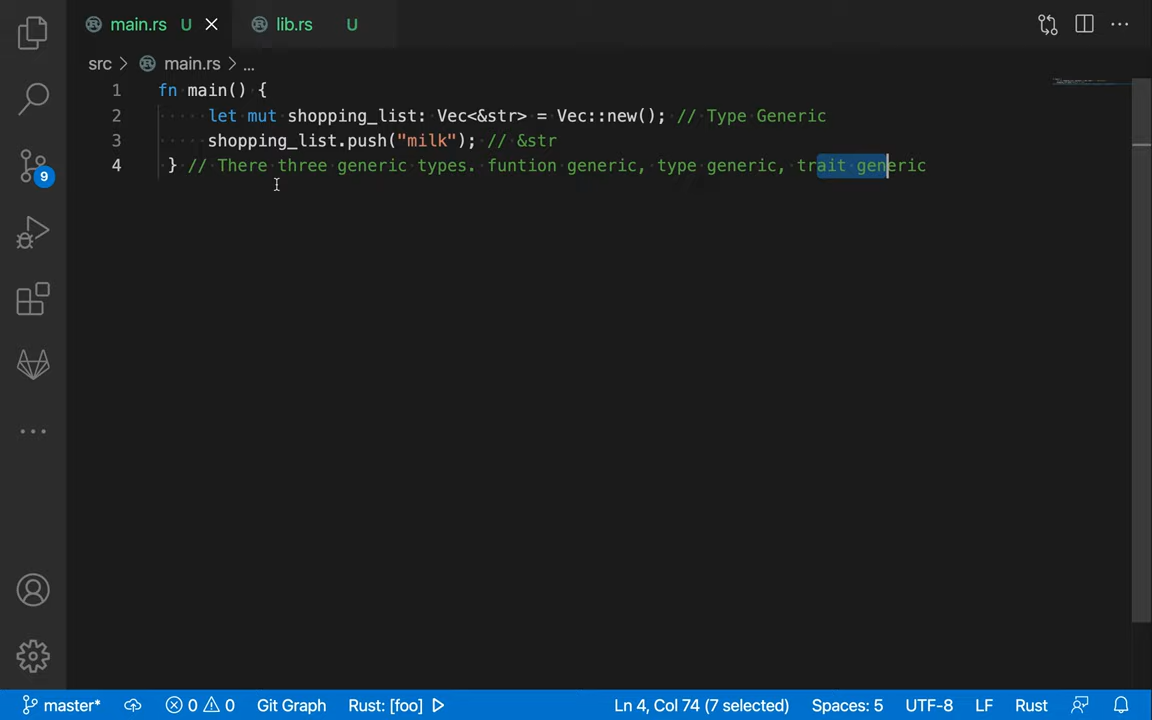 main.rs U lib.rs U
src > main.rs > ...
1 fn main() {
2 let mut shopping_list: Vec<&str> = Vec::new(); // Type Generic
3 shopping_list.push("milk"); // &str
4 } // There three generic types. funtion generic, type generic, trait generic
9
master* 0 0 Git Graph Rust: [foo] Ln 4, Col 74 (7 selected) Spaces: 5 UTF-8 LF Rust